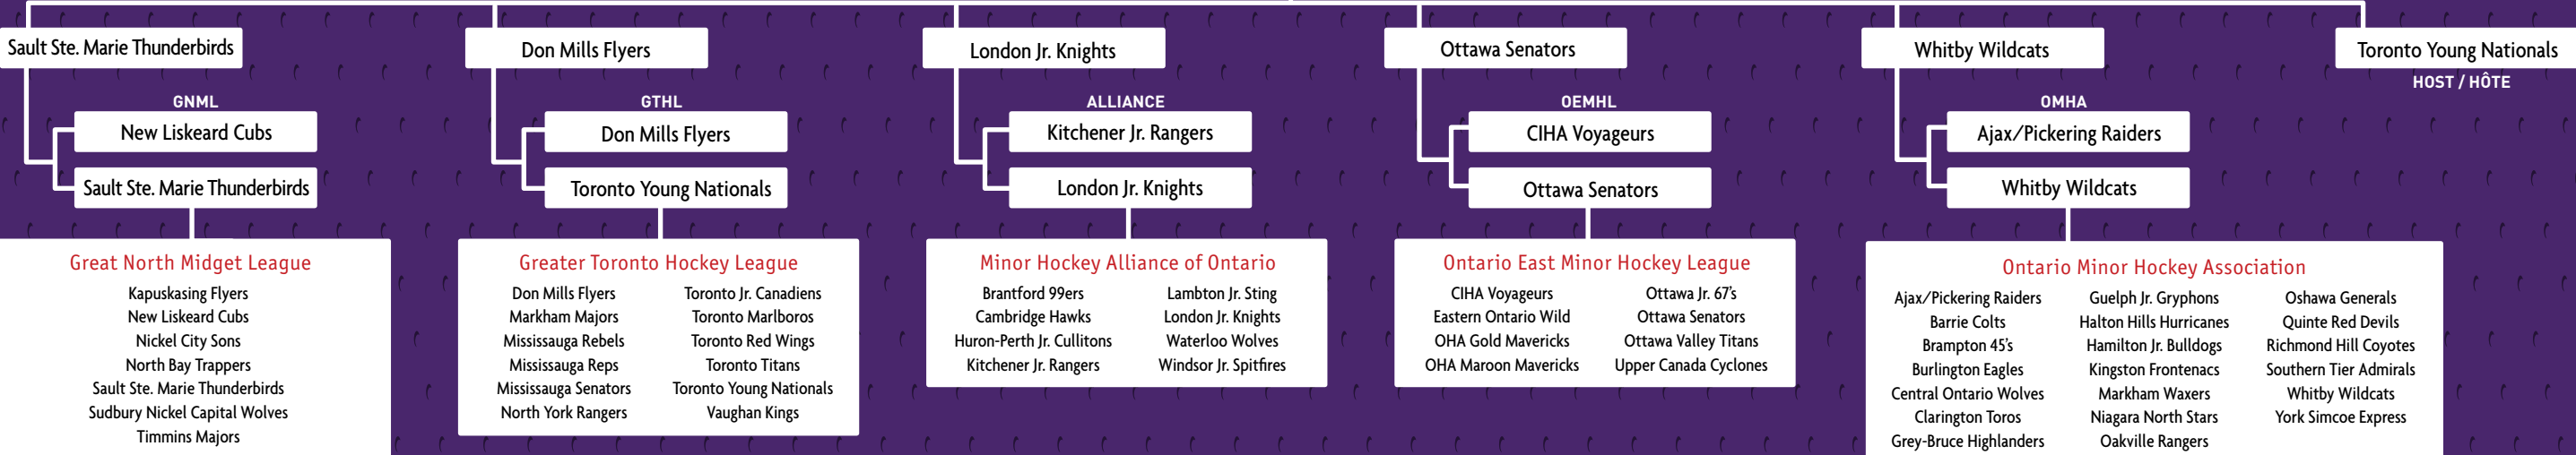 Sault Ste. Marie Thunderbirds
Don Mills Flyers
London Jr. Knights
Ottawa Senators
Whitby Wildcats
Toronto Young Nationals
HOST / HÔTE
GNML
New Liskeard Cubs
Sault Ste. Marie Thunderbirds
GTHL
Don Mills Flyers
Toronto Young Nationals
ALLIANCE
Kitchener Jr. Rangers
London Jr. Knights
OEMHL
CIHA Voyageurs
Ottawa Senators
OMHA
Ajax/Pickering Raiders
Whitby Wildcats
Great North Midget League
Kapuskasing Flyers
New Liskeard Cubs
Nickel City Sons
North Bay Trappers
Sault Ste. Marie Thunderbirds
Sudbury Nickel Capital Wolves
Timmins Majors
Greater Toronto Hockey League
Don Mills Flyers
Markham Majors
Mississauga Rebels
Mississauga Reps
Mississauga Senators
North York Rangers
Toronto Jr. Canadiens
Toronto Marlboros
Toronto Red Wings
Toronto Titans
Toronto Young Nationals
Vaughan Kings
Minor Hockey Alliance of Ontario
Brantford 99ers
Cambridge Hawks
Huron-Perth Jr. Cullitons
Kitchener Jr. Rangers
Lambton Jr. Sting
London Jr. Knights
Waterloo Wolves
Windsor Jr. Spitfires
Ontario East Minor Hockey League
CIHA Voyageurs
Eastern Ontario Wild
OHA Gold Mavericks
OHA Maroon Mavericks
Ottawa Jr. 67's
Ottawa Senators
Ottawa Valley Titans
Upper Canada Cyclones
Ontario Minor Hockey Association
Ajax/Pickering Raiders
Barrie Colts
Brampton 45's
Burlington Eagles
Central Ontario Wolves
Clarington Toros
Grey-Bruce Highlanders
Guelph Jr. Gryphons
Halton Hills Hurricanes
Hamilton Jr. Bulldogs
Kingston Frontenacs
Markham Waxers
Niagara North Stars
Oakville Rangers
Oshawa Generals
Quinte Red Devils
Richmond Hill Coyotes
Southern Tier Admirals
Whitby Wildcats
York Simcoe Express